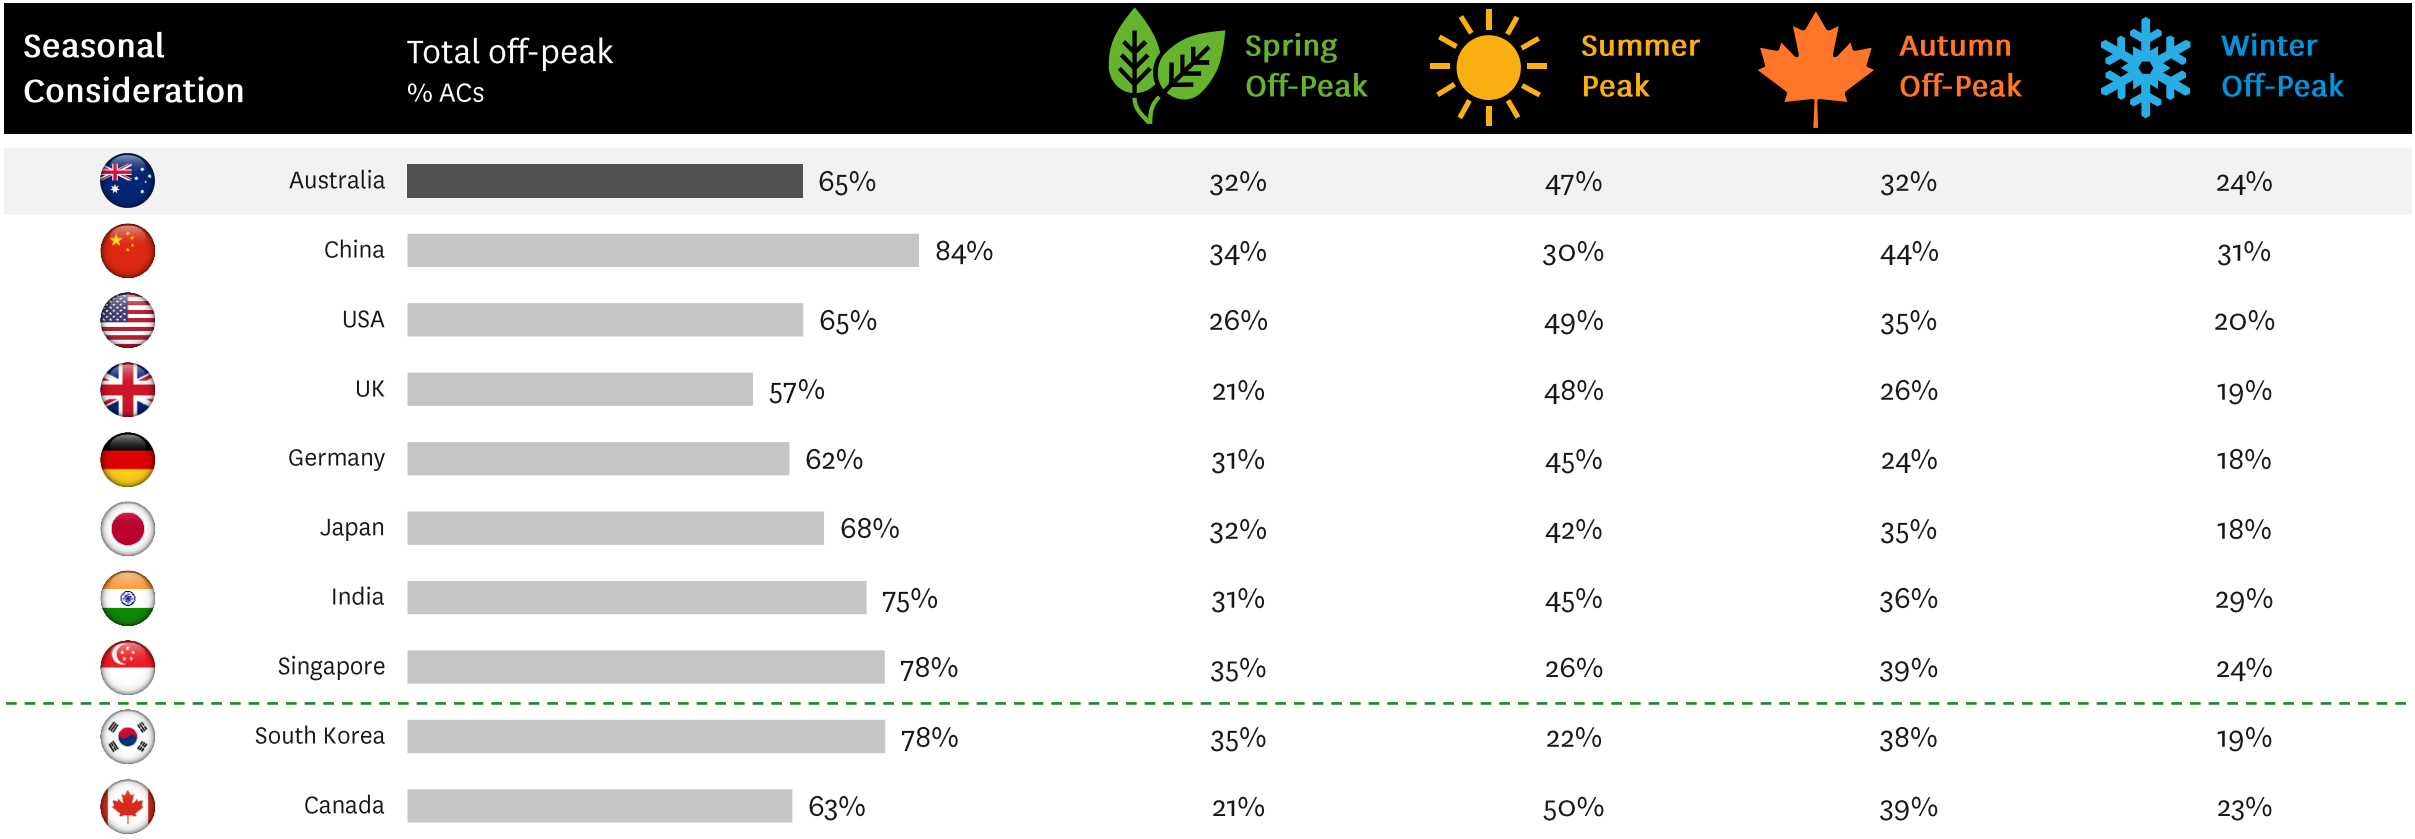 Seasonal
Consideration
Total off-peak
% ACs
Spring
Off-Peak
Summer
Peak
Autumn
Off-Peak
Winter
Off-Peak
Australia 65% 32% 47% 32% 24%
China 84% 34% 30% 44% 31%
USA 65% 26% 49% 35% 20%
UK 57% 21% 48% 26% 19%
Germany 62% 31% 45% 24% 18%
Japan 68% 32% 42% 35% 18%
India 75% 31% 45% 36% 29%
Singapore 78% 35% 26% 39% 24%
South Korea 78% 35% 22% 38% 19%
Canada 63% 21% 50% 39% 23%